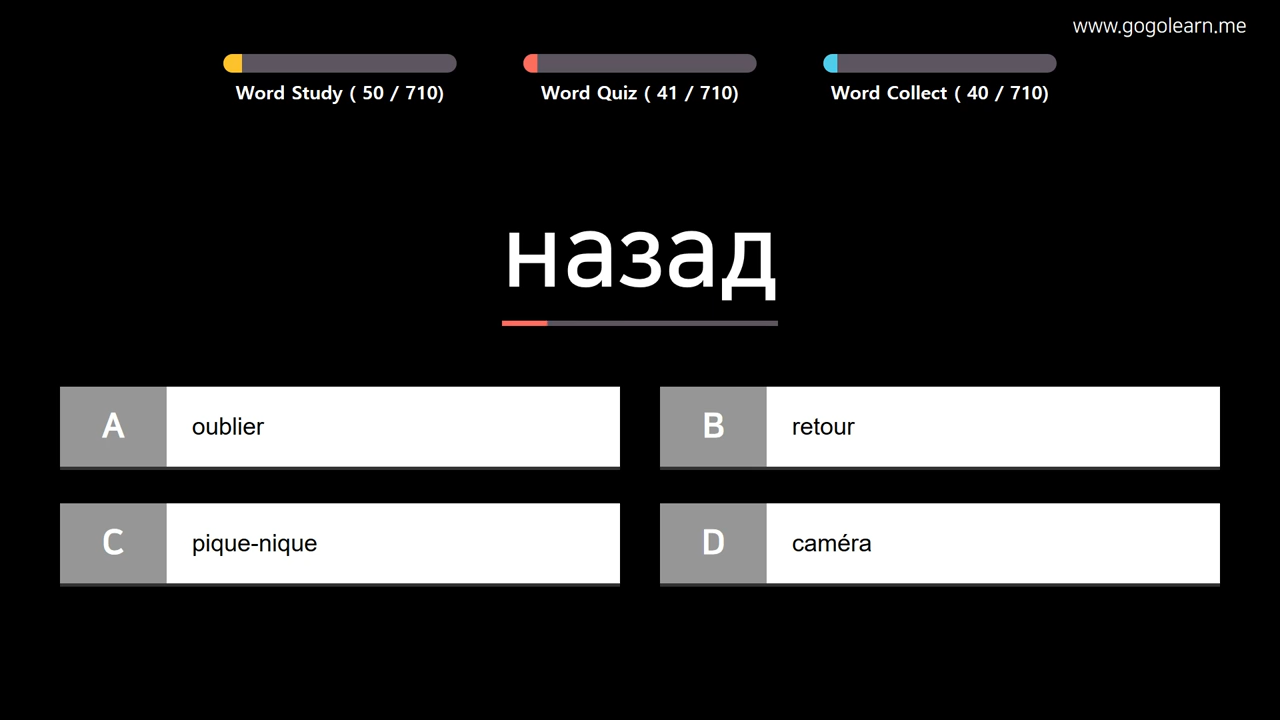 www.gogolearn.me
Word Study ( 50 / 710)
Word Quiz ( 41 / 710)
Word Collect ( 40 / 710)
назад
A oublier
B retour
C pique-nique
D caméra